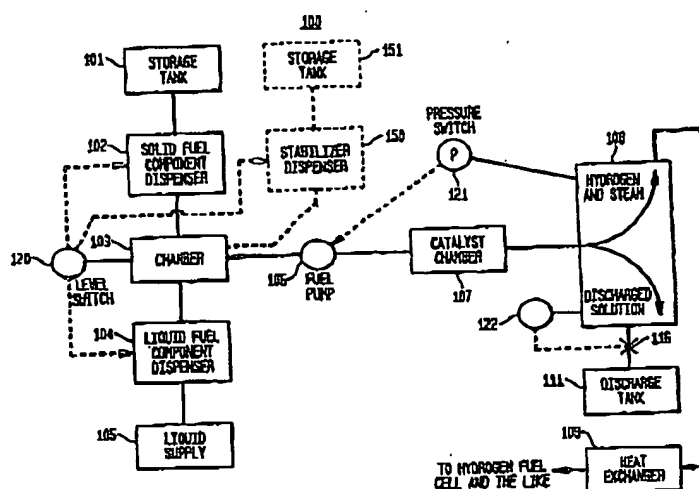 100
101
STORAGE
TANK
STORAGE
TANK
151
102
SOLID FUEL
COMPONENT
DISPENSER
STABILIZER
DISPENSER
150
PRESSURE
SWITCH
P
121
108
HYDROGEN
AND STEAM
103
120
CHAMBER
LEVEL
SWITCH
106
FUEL
PUMP
CATALYST
CHAMBER
107
DISCHARGED
SOLUTION
122
116
104
LIQUID FUEL
COMPONENT
DISPENSER
111
DISCHARGE
TANK
105
LIQUID
SUPPLY
109
TO HYDROGEN FUEL
CELL AND THE LIKE
HEAT
EXCHANGER